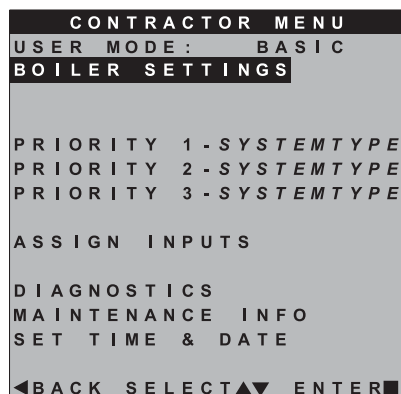 CONTRACTOR MENU
USER MODE: BASIC
BOILER SETTINGS
PRIORITY 1-SYSTEMTYPE
PRIORITY 2-SYSTEMTYPE
PRIORITY 3-SYSTEMTYPE
ASSIGN INPUTS
DIAGNOSTICS
MAINTENANCE INFO
SET TIME & DATE
◀BACK SELECT▲▼ ENTER■